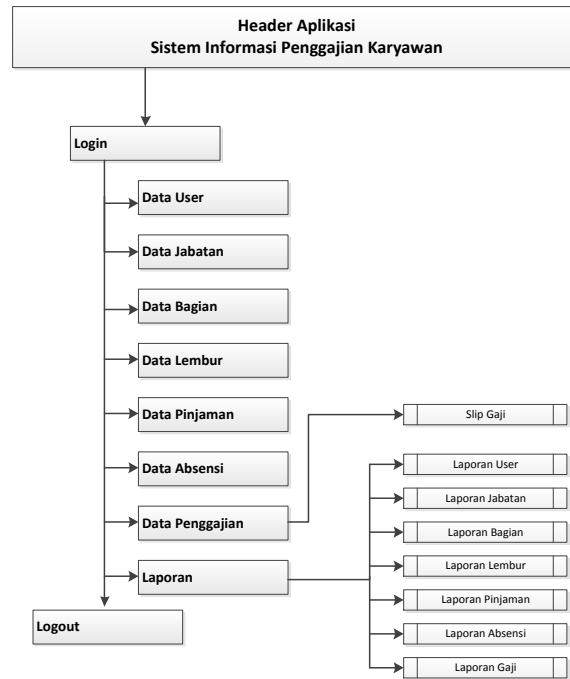 Header Aplikasi
Sistem Informasi Penggajian Karyawan
Login
Data User
Data Jabatan
Data Bagian
Data Lembur
Data Pinjaman
Data Absensi
Data Penggajian
Laporan
Logout
Slip Gaji
Laporan User
Laporan Jabatan
Laporan Bagian
Laporan Lembur
Laporan Pinjaman
Laporan Absensi
Laporan Gaji